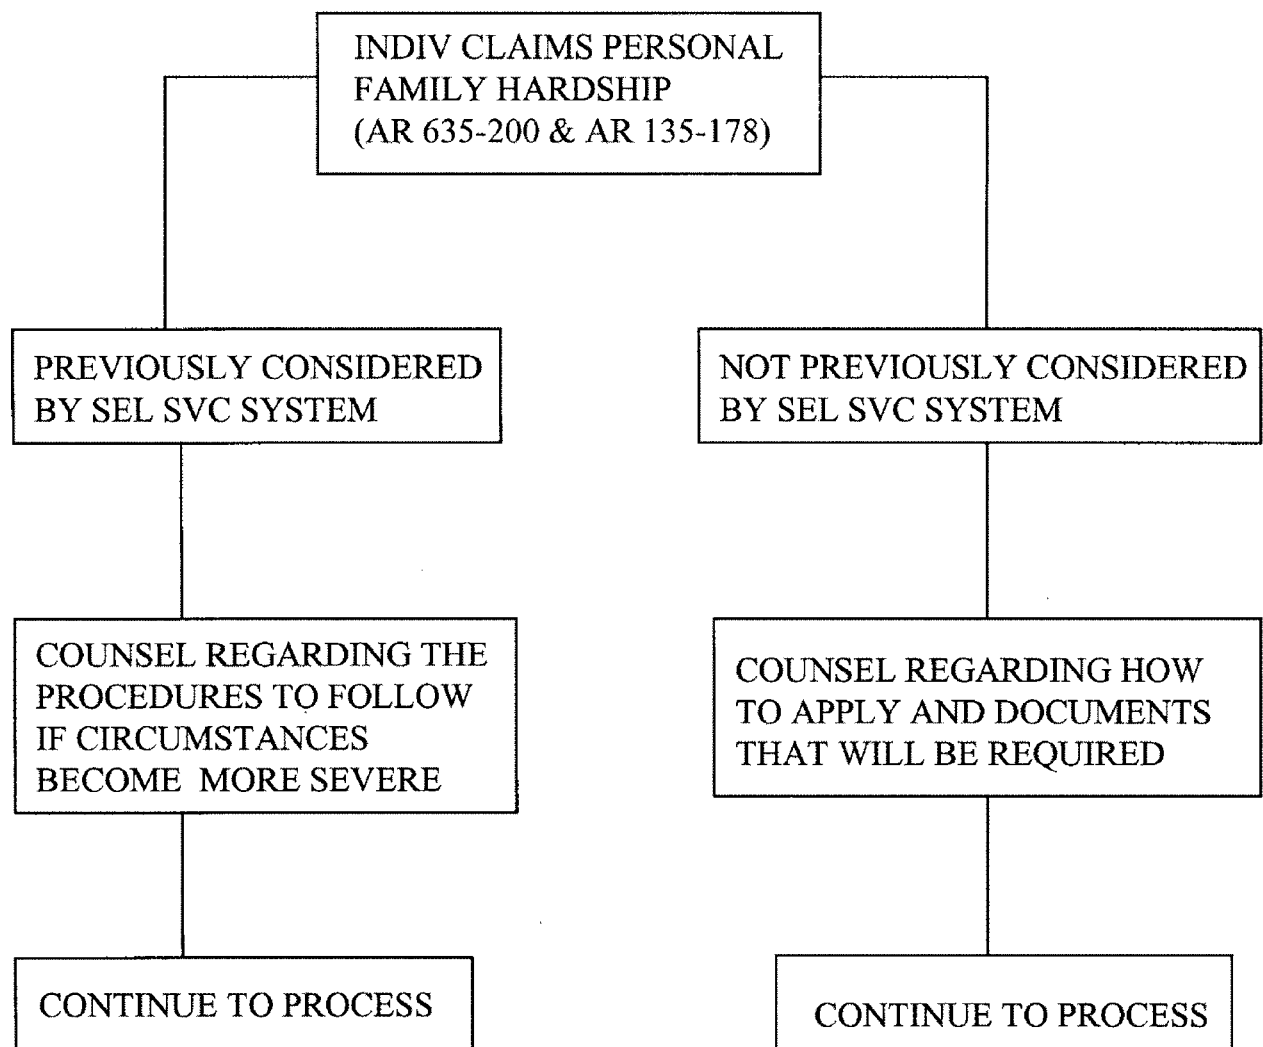 INDIV CLAIMS PERSONAL
FAMILY HARDSHIP
(AR 635-200 & AR 135-178)
PREVIOUSLY CONSIDERED
BY SEL SVC SYSTEM
NOT PREVIOUSLY CONSIDERED
BY SEL SVC SYSTEM
COUNSEL REGARDING THE
PROCEDURES TO FOLLOW
IF CIRCUMSTANCES
BECOME MORE SEVERE
COUNSEL REGARDING HOW
TO APPLY AND DOCUMENTS
THAT WILL BE REQUIRED
CONTINUE TO PROCESS
CONTINUE TO PROCESS